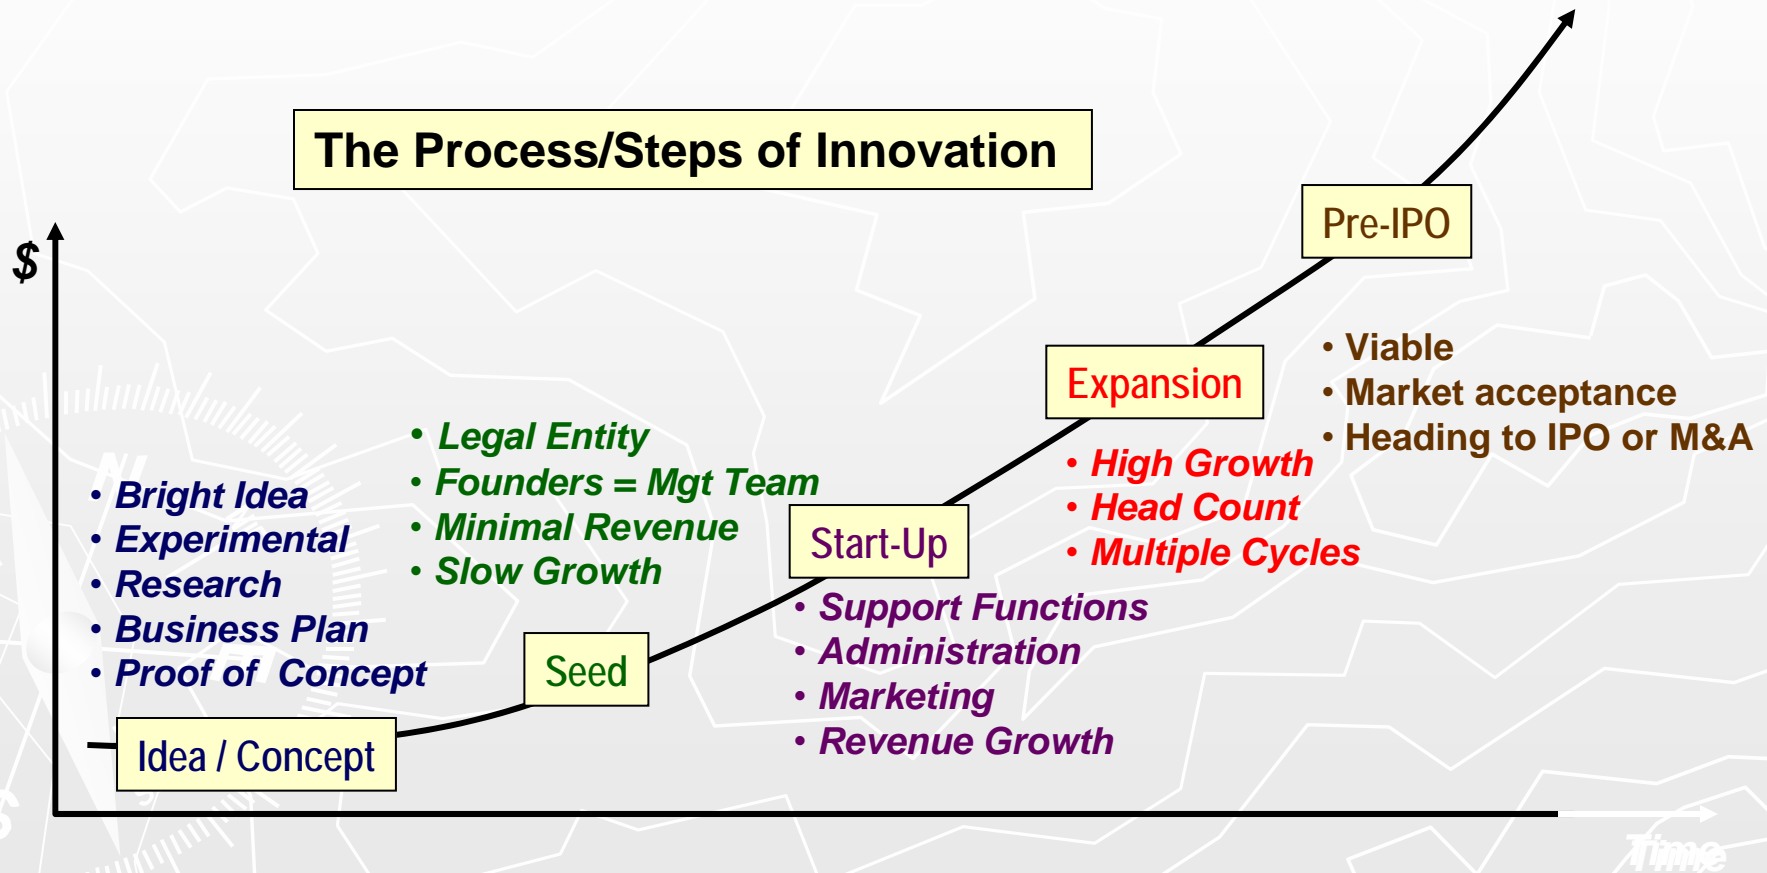 The Process/Steps of Innovation
$
Pre-IPO
• Viable
• Market acceptance
• Heading to IPO or M&A
Expansion
• High Growth
• Head Count
• Multiple Cycles
Start-Up
• Support Functions
• Administration
• Marketing
• Revenue Growth
• Legal Entity
• Founders = Mgt Team
• Minimal Revenue
• Slow Growth
Seed
• Bright Idea
• Experimental
• Research
• Business Plan
• Proof of  Concept
Idea / Concept
N
E
S
$
Time